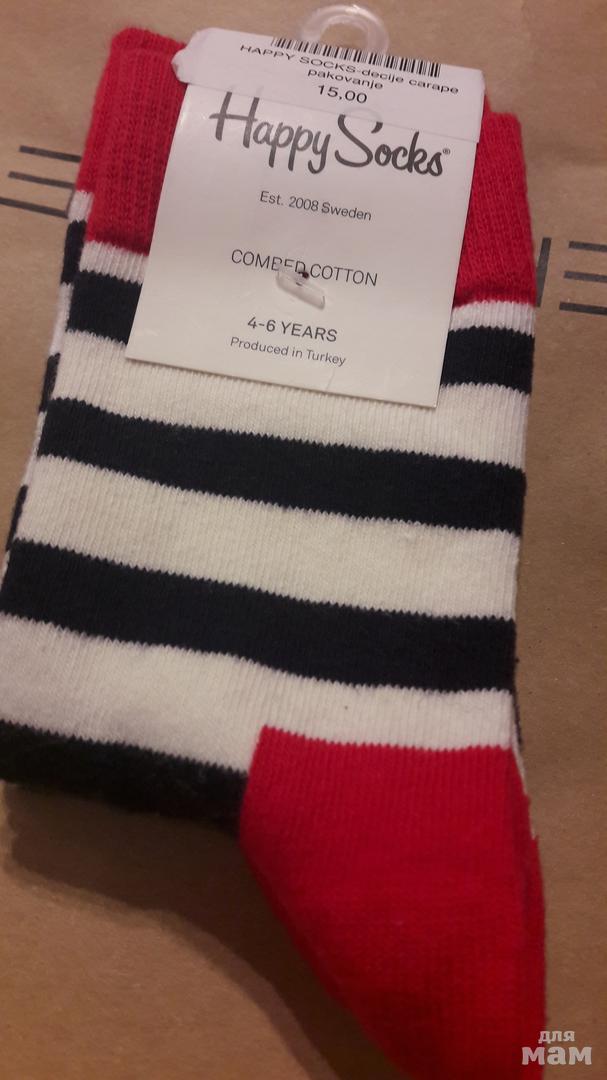 HAPPY SOCKS-decije carape
pakovanje
15,00
Happy Socks®
Est. 2008 Sweden
COMBED COTTON
4-6 YEARS
Produced in Turkey
для
мам